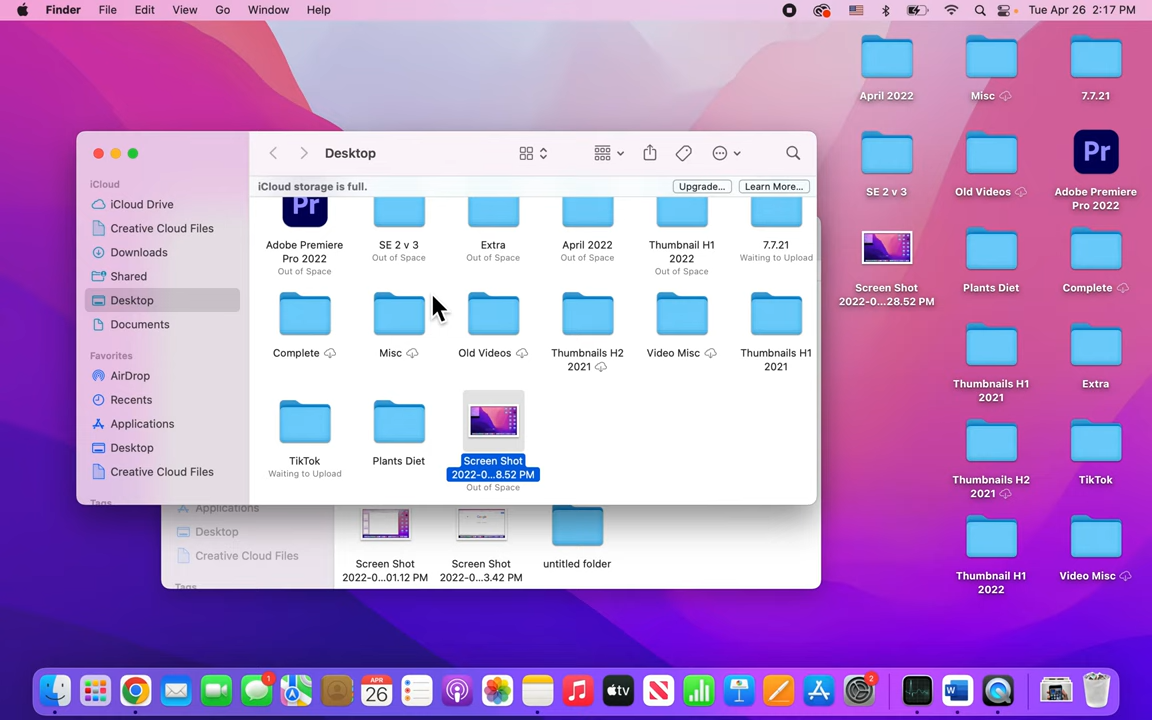 Finder File Edit View Go Window Help Tue Apr 26 2:17 PM
April 2022 Misc 7.7.21
SE 2 v 3 Old Videos Adobe Premiere
Pro 2022
Screen Shot
2022-0...28.52 PM
Plants Diet Complete
Thumbnails H1
2021
Extra
Thumbnails H2
2021
TikTok
Thumbnail H1
2022
Video Misc
Desktop
iCloud storage is full. Upgrade... Learn More...
iCloud
iCloud Drive
Creative Cloud Files
Downloads
Shared
Desktop
Documents
Favorites
AirDrop
Recents
Applications
Desktop
Creative Cloud Files
Tags
Pr
Adobe Premiere
Pro 2022
Out of Space
SE 2 v 3
Out of Space
Extra
Out of Space
April 2022
Out of Space
Thumbnail H1
2022
Out of Space
7.7.21
Waiting to Upload
Complete Misc Old Videos Thumbnails H2
2021
Video Misc Thumbnails H1
2021
TikTok
Waiting to Upload
Plants Diet
Screen Shot
2022-0...8.52 PM
Out of Space
Applications
Desktop
Creative Cloud Files
Tags
Screen Shot
2022-0...01.12 PM
Screen Shot
2022-0...3.42 PM
untitled folder
Pr
1
APR
26
tv
2
W